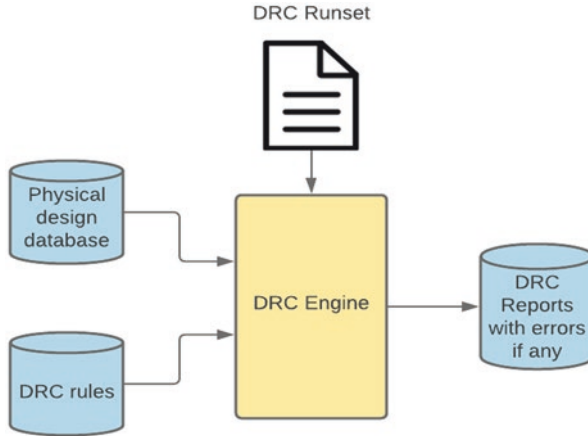 DRC Runset
Physical
design
database
DRC Engine
DRC rules
DRC
Reports
with errors
if any